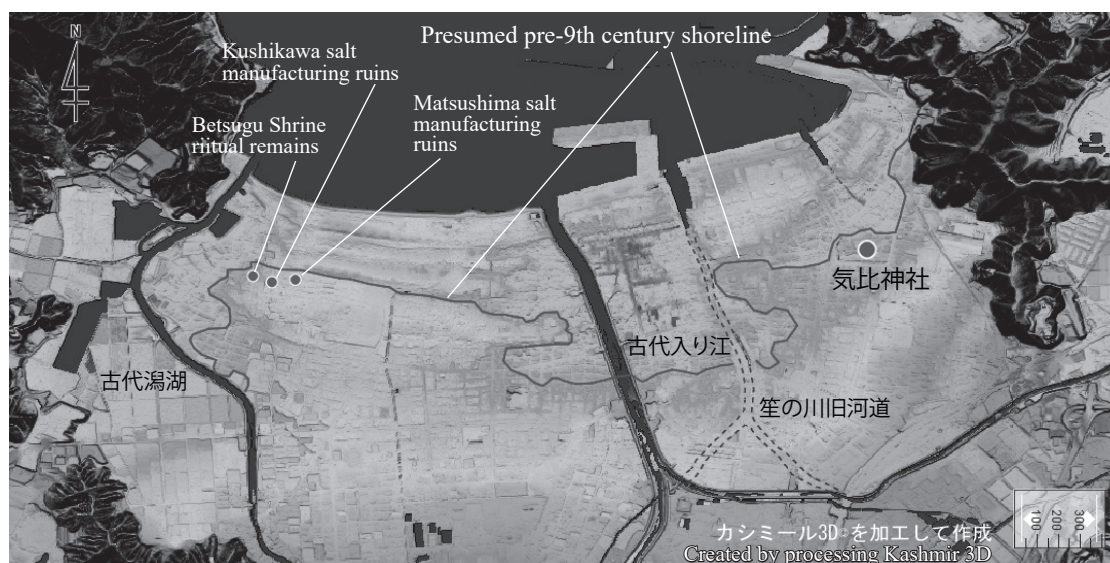 N
Presumed pre-9th century shoreline
Kushikawa salt
manufacturing ruins
Matsushima salt
manufacturing
ruins
Betsugu Shrine
riitual remains
気比神社
古代入り江
古代潟湖
笙の川旧河道
100
200
300
カシミール3D を加工して作成
Created by processing Kashmir 3D